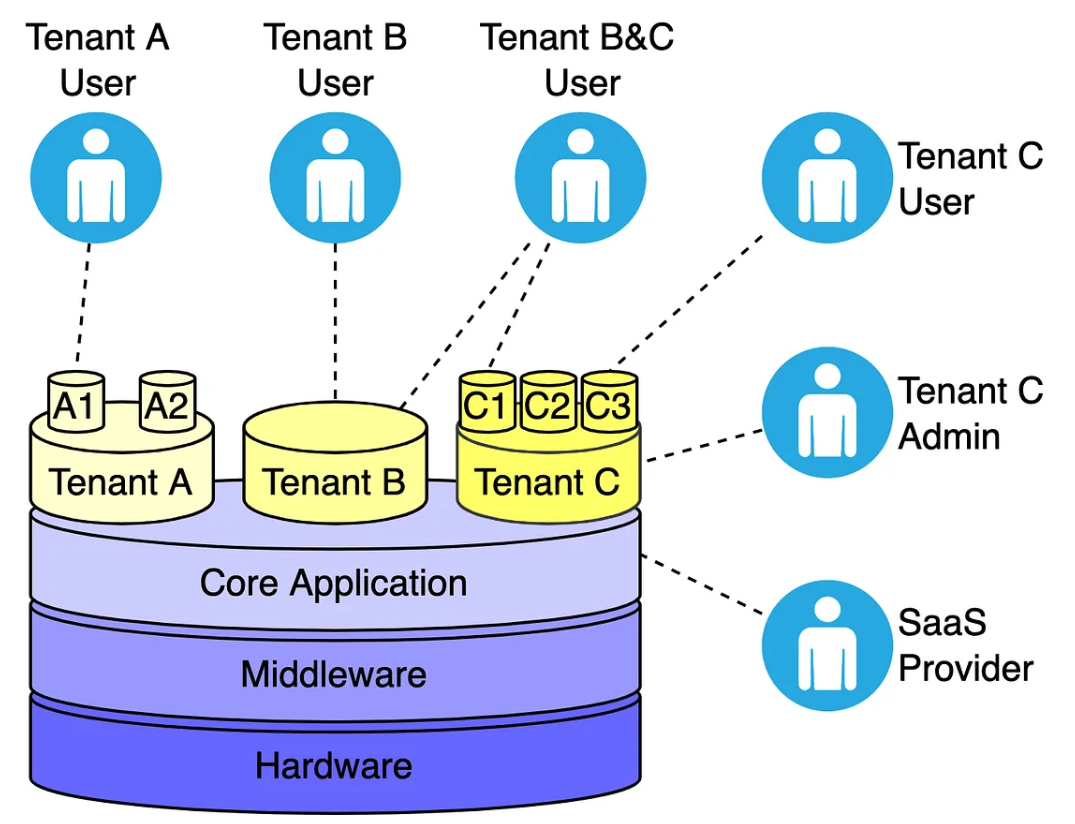 Tenant A
User
Tenant B
User
Tenant B&C
User
Tenant C
User
A1
A2
C1
C2
C3
Tenant C
Admin
Tenant A
Tenant B
Tenant C
Core Application
SaaS
Provider
Middleware
Hardware